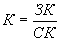 К = ЗК / СК